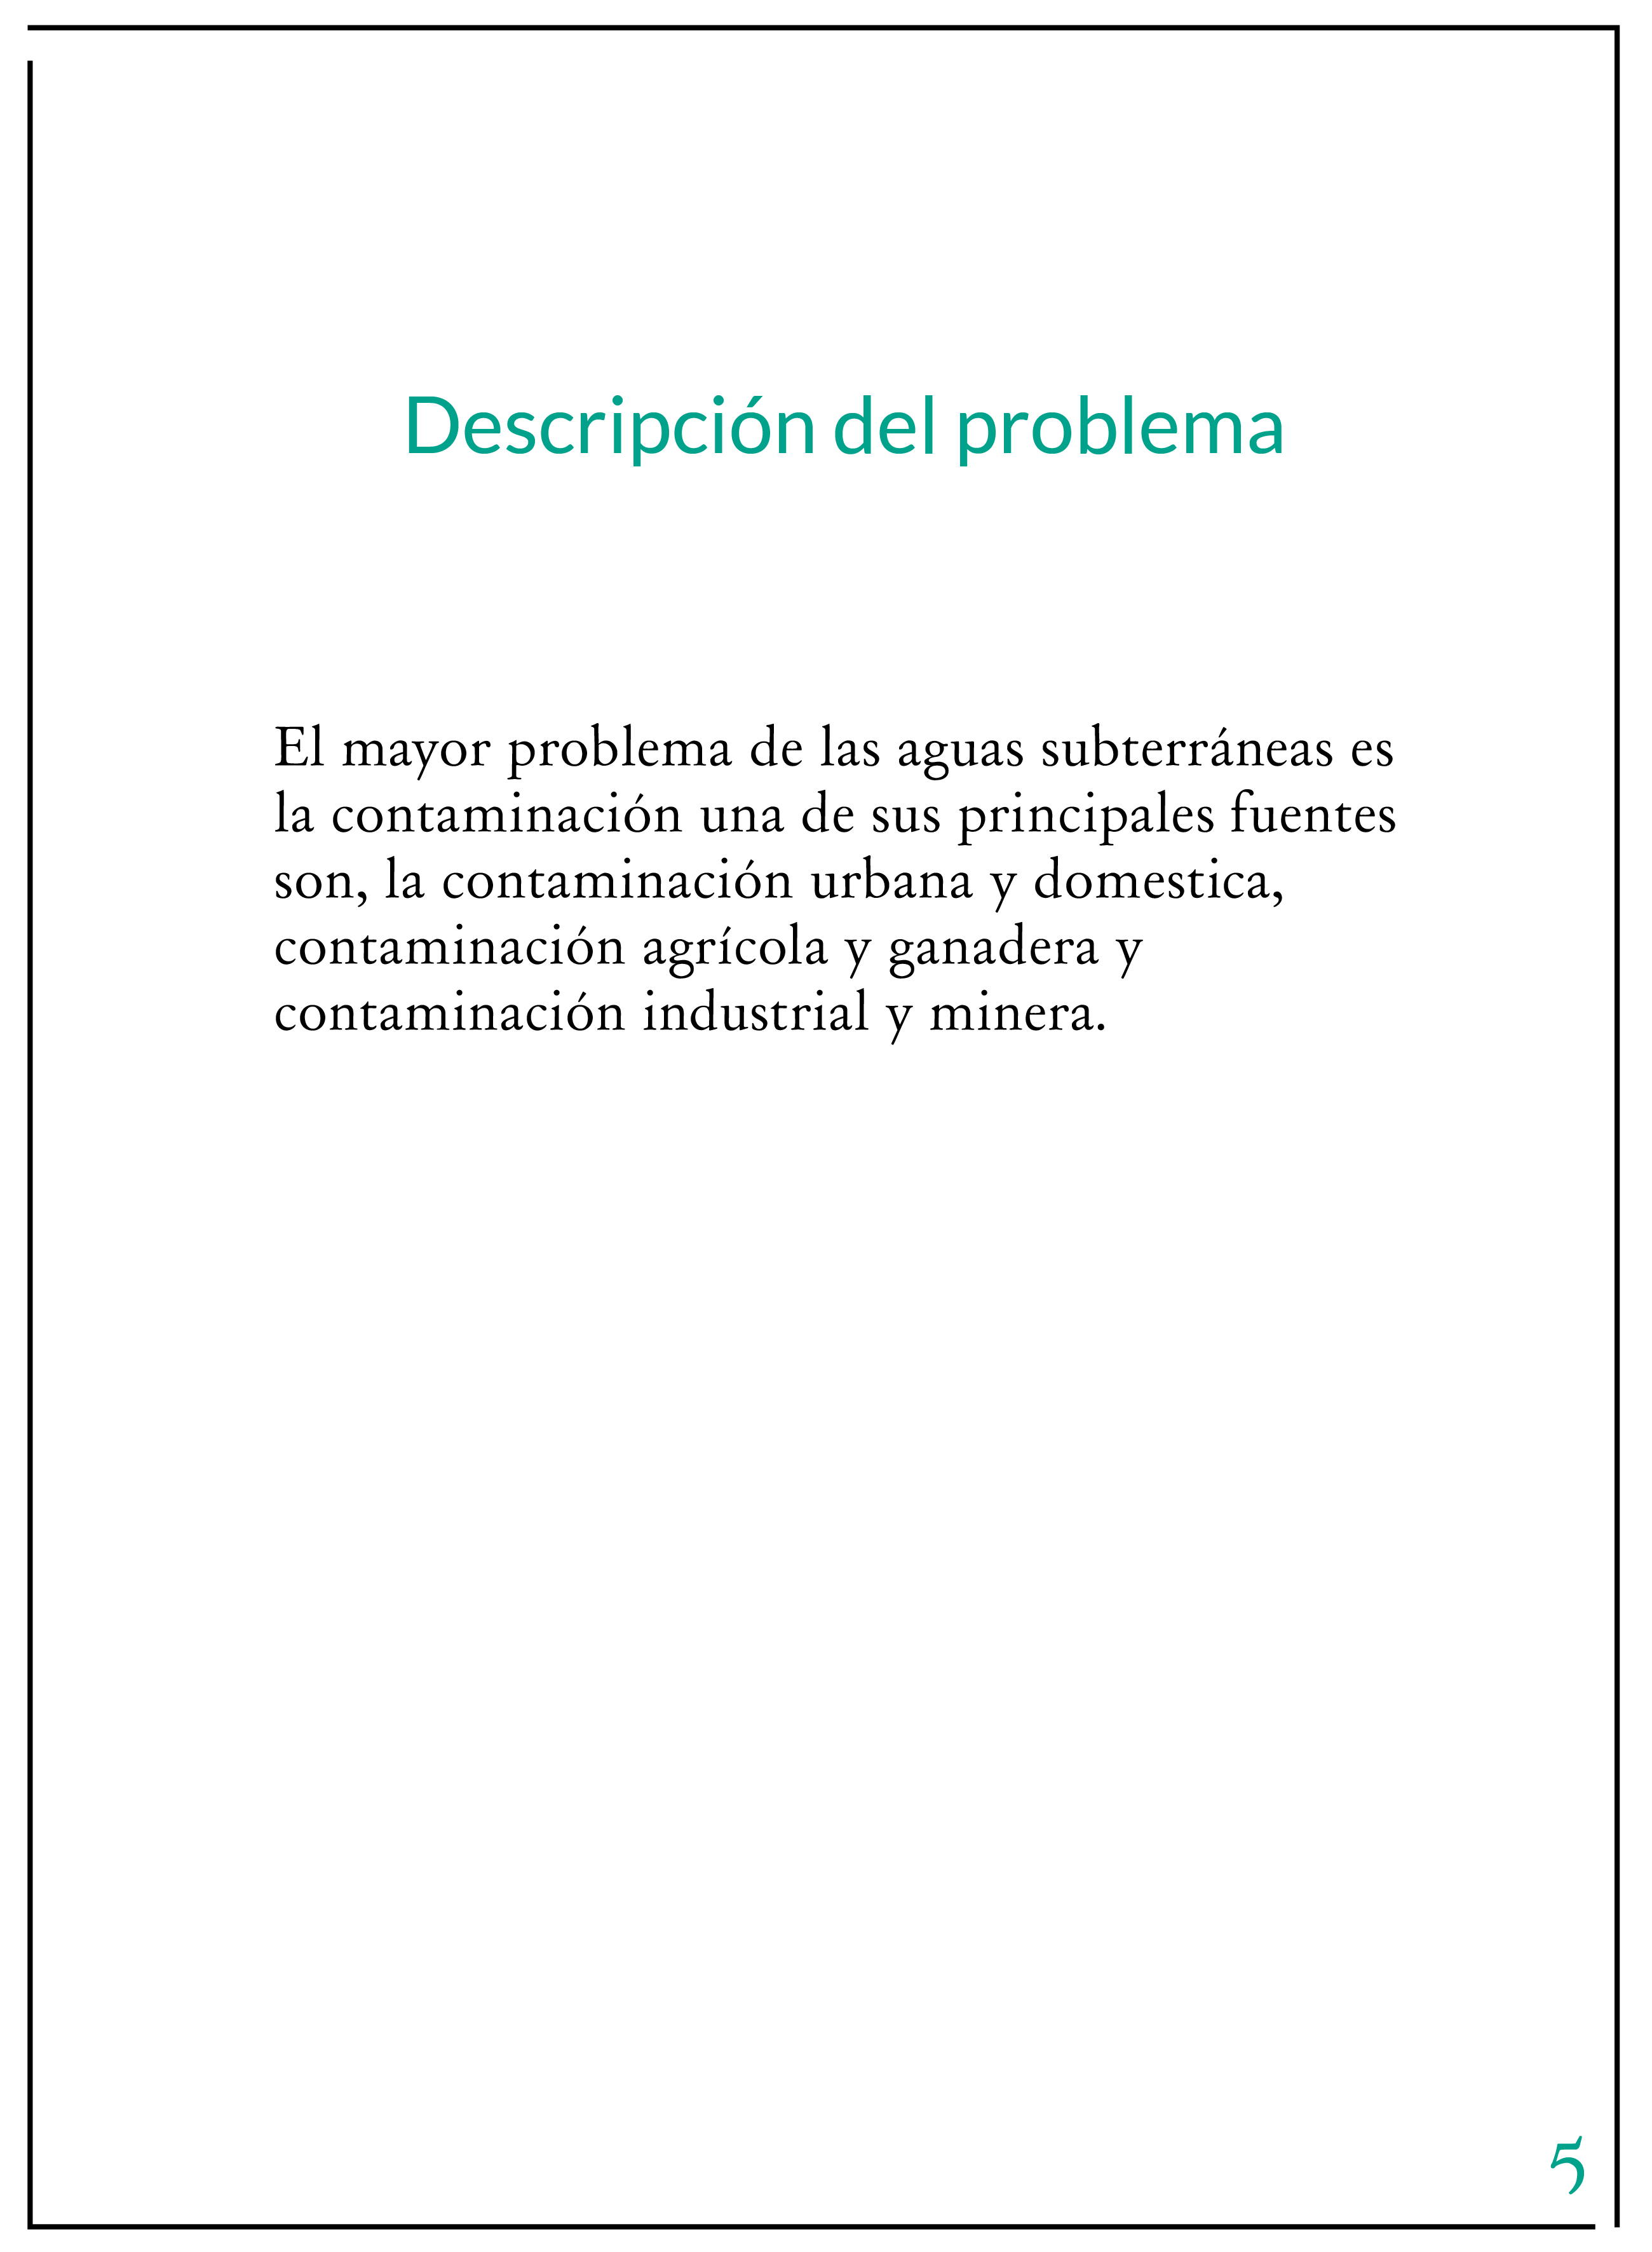 Descripción del problema
El mayor problema de las aguas subterráneas es
la contaminación una de sus principales fuentes
son, la contaminación urbana y domestica,
contaminación agrícola y ganadera y
contaminación industrial y minera.
5